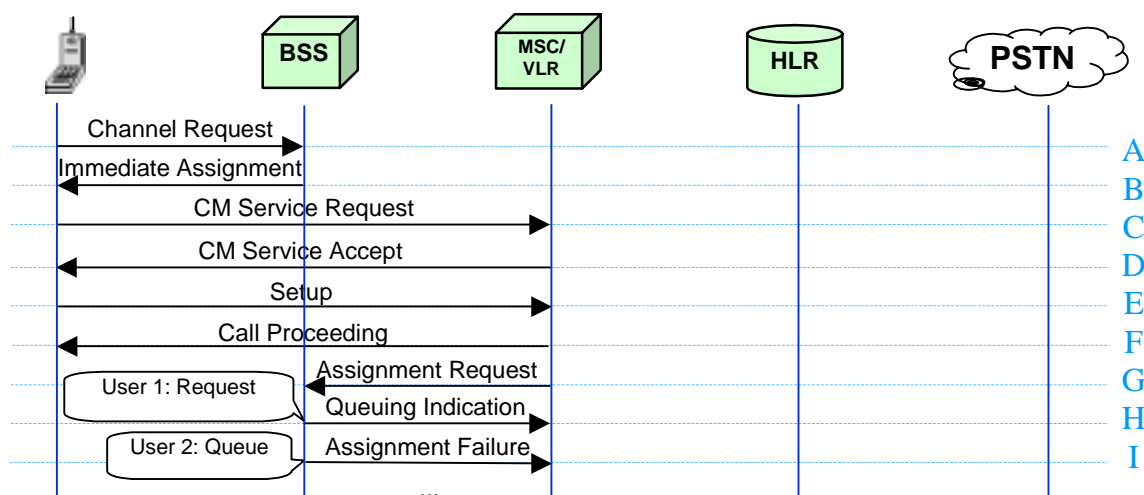 BSS
MSC/
VLR
HLR
PSTN
Channel Request
A
Immediate Assignment
B
CM Service Request
C
CM Service Accept
D
Setup
E
Call Proceeding
F
Assignment Request
G
User 1: Request
Queuing Indication
H
User 2: Queue
Assignment Failure
I